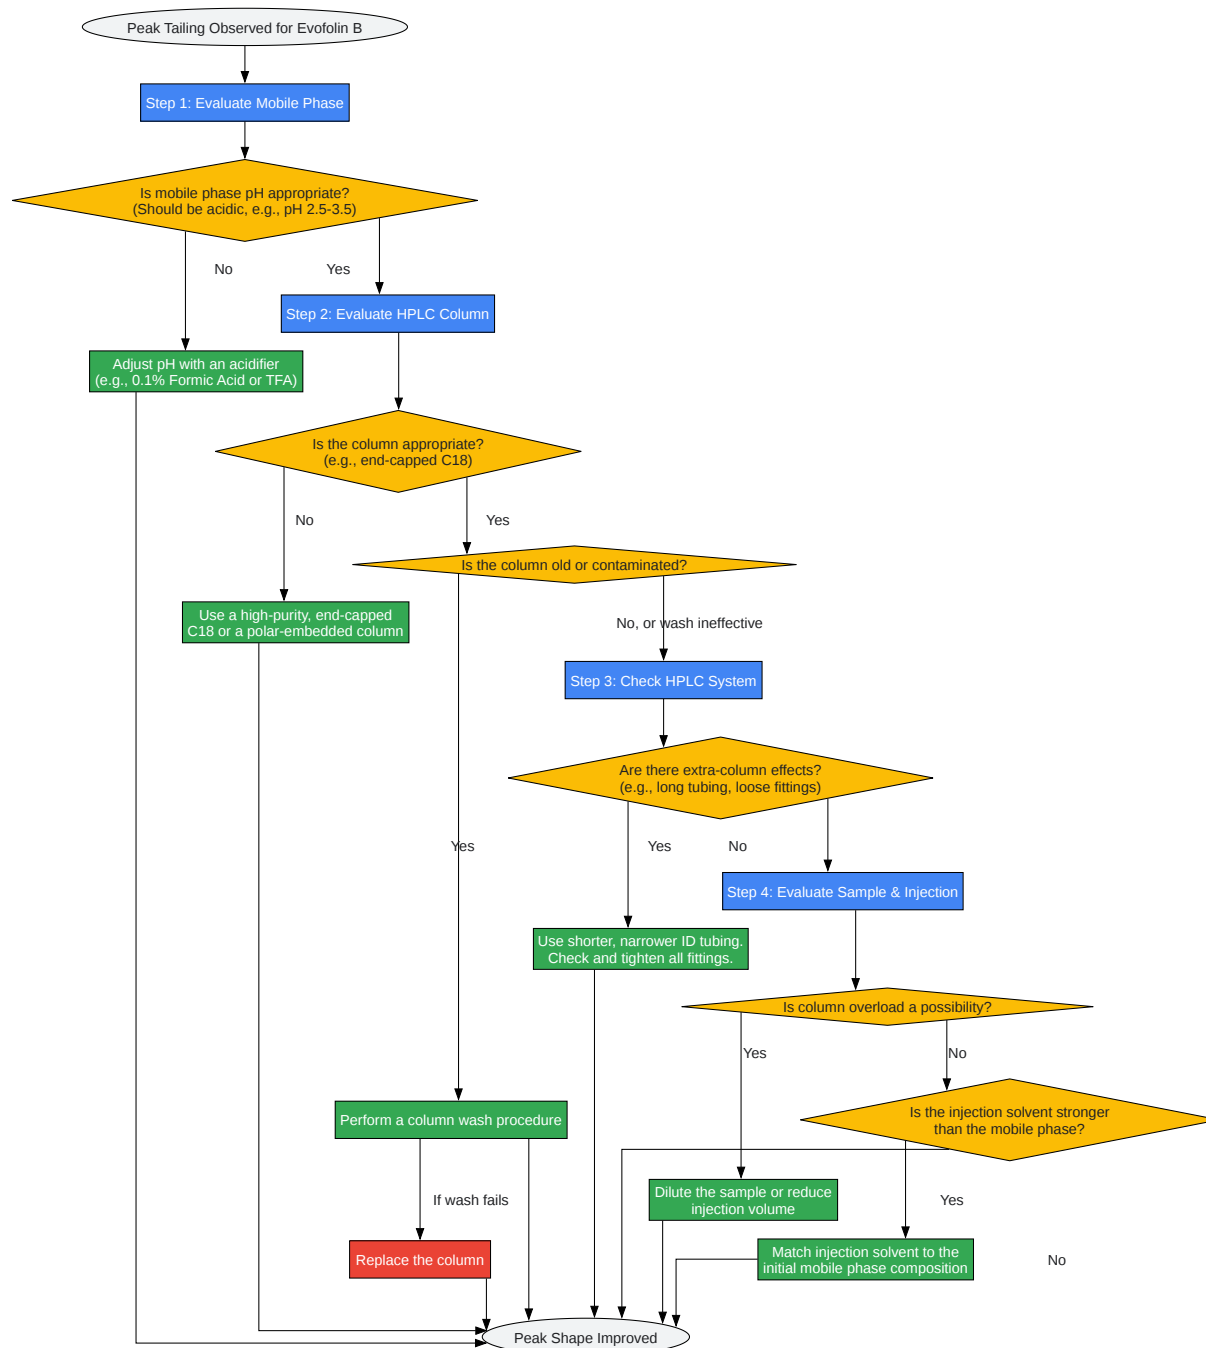 Peak Tailing Observed for Evofolin B
Step 1: Evaluate Mobile Phase
Is mobile phase pH appropriate?
(Should be acidic, e.g., pH 2.5-3.5)
No
Yes
Step 2: Evaluate HPLC Column
Adjust pH with an acidifier
(e.g., 0.1% Formic Acid or TFA)
Is the column appropriate?
(e.g., end-capped C18)
No
Yes
Is the column old or contaminated?
Use a high-purity, end-capped
C18 or a polar-embedded column
No, or wash ineffective
Step 3: Check HPLC System
Are there extra-column effects?
(e.g., long tubing, loose fittings)
Yes
Yes
No
Step 4: Evaluate Sample & Injection
Use shorter, narrower ID tubing.
Check and tighten all fittings.
Is column overload a possibility?
Yes
No
Perform a column wash procedure
Is the injection solvent stronger
than the mobile phase?
If wash fails
Dilute the sample or reduce
injection volume
Yes
Replace the column
Match injection solvent to the
initial mobile phase composition
No
Peak Shape Improved